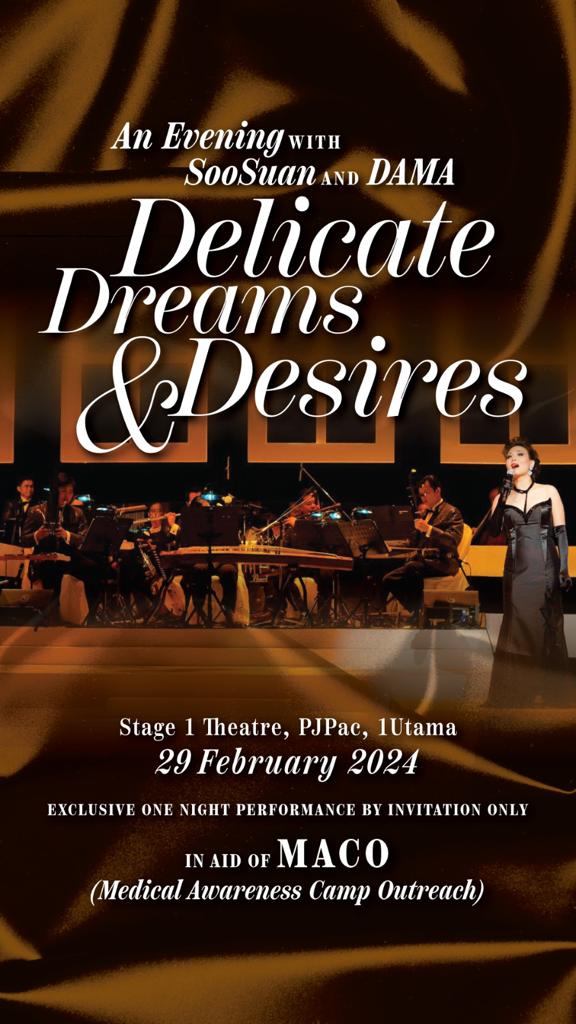 An Evening WITH
SooSuan AND DAMA
Delicate
Dreams
& Desires
Stage 1 Theatre, PJPac, 1Utama
29 February 2024
EXCLUSIVE ONE NIGHT PERFORMANCE BY INVITATION ONLY
IN AID OF MACO
(Medical Awareness Camp Outreach)